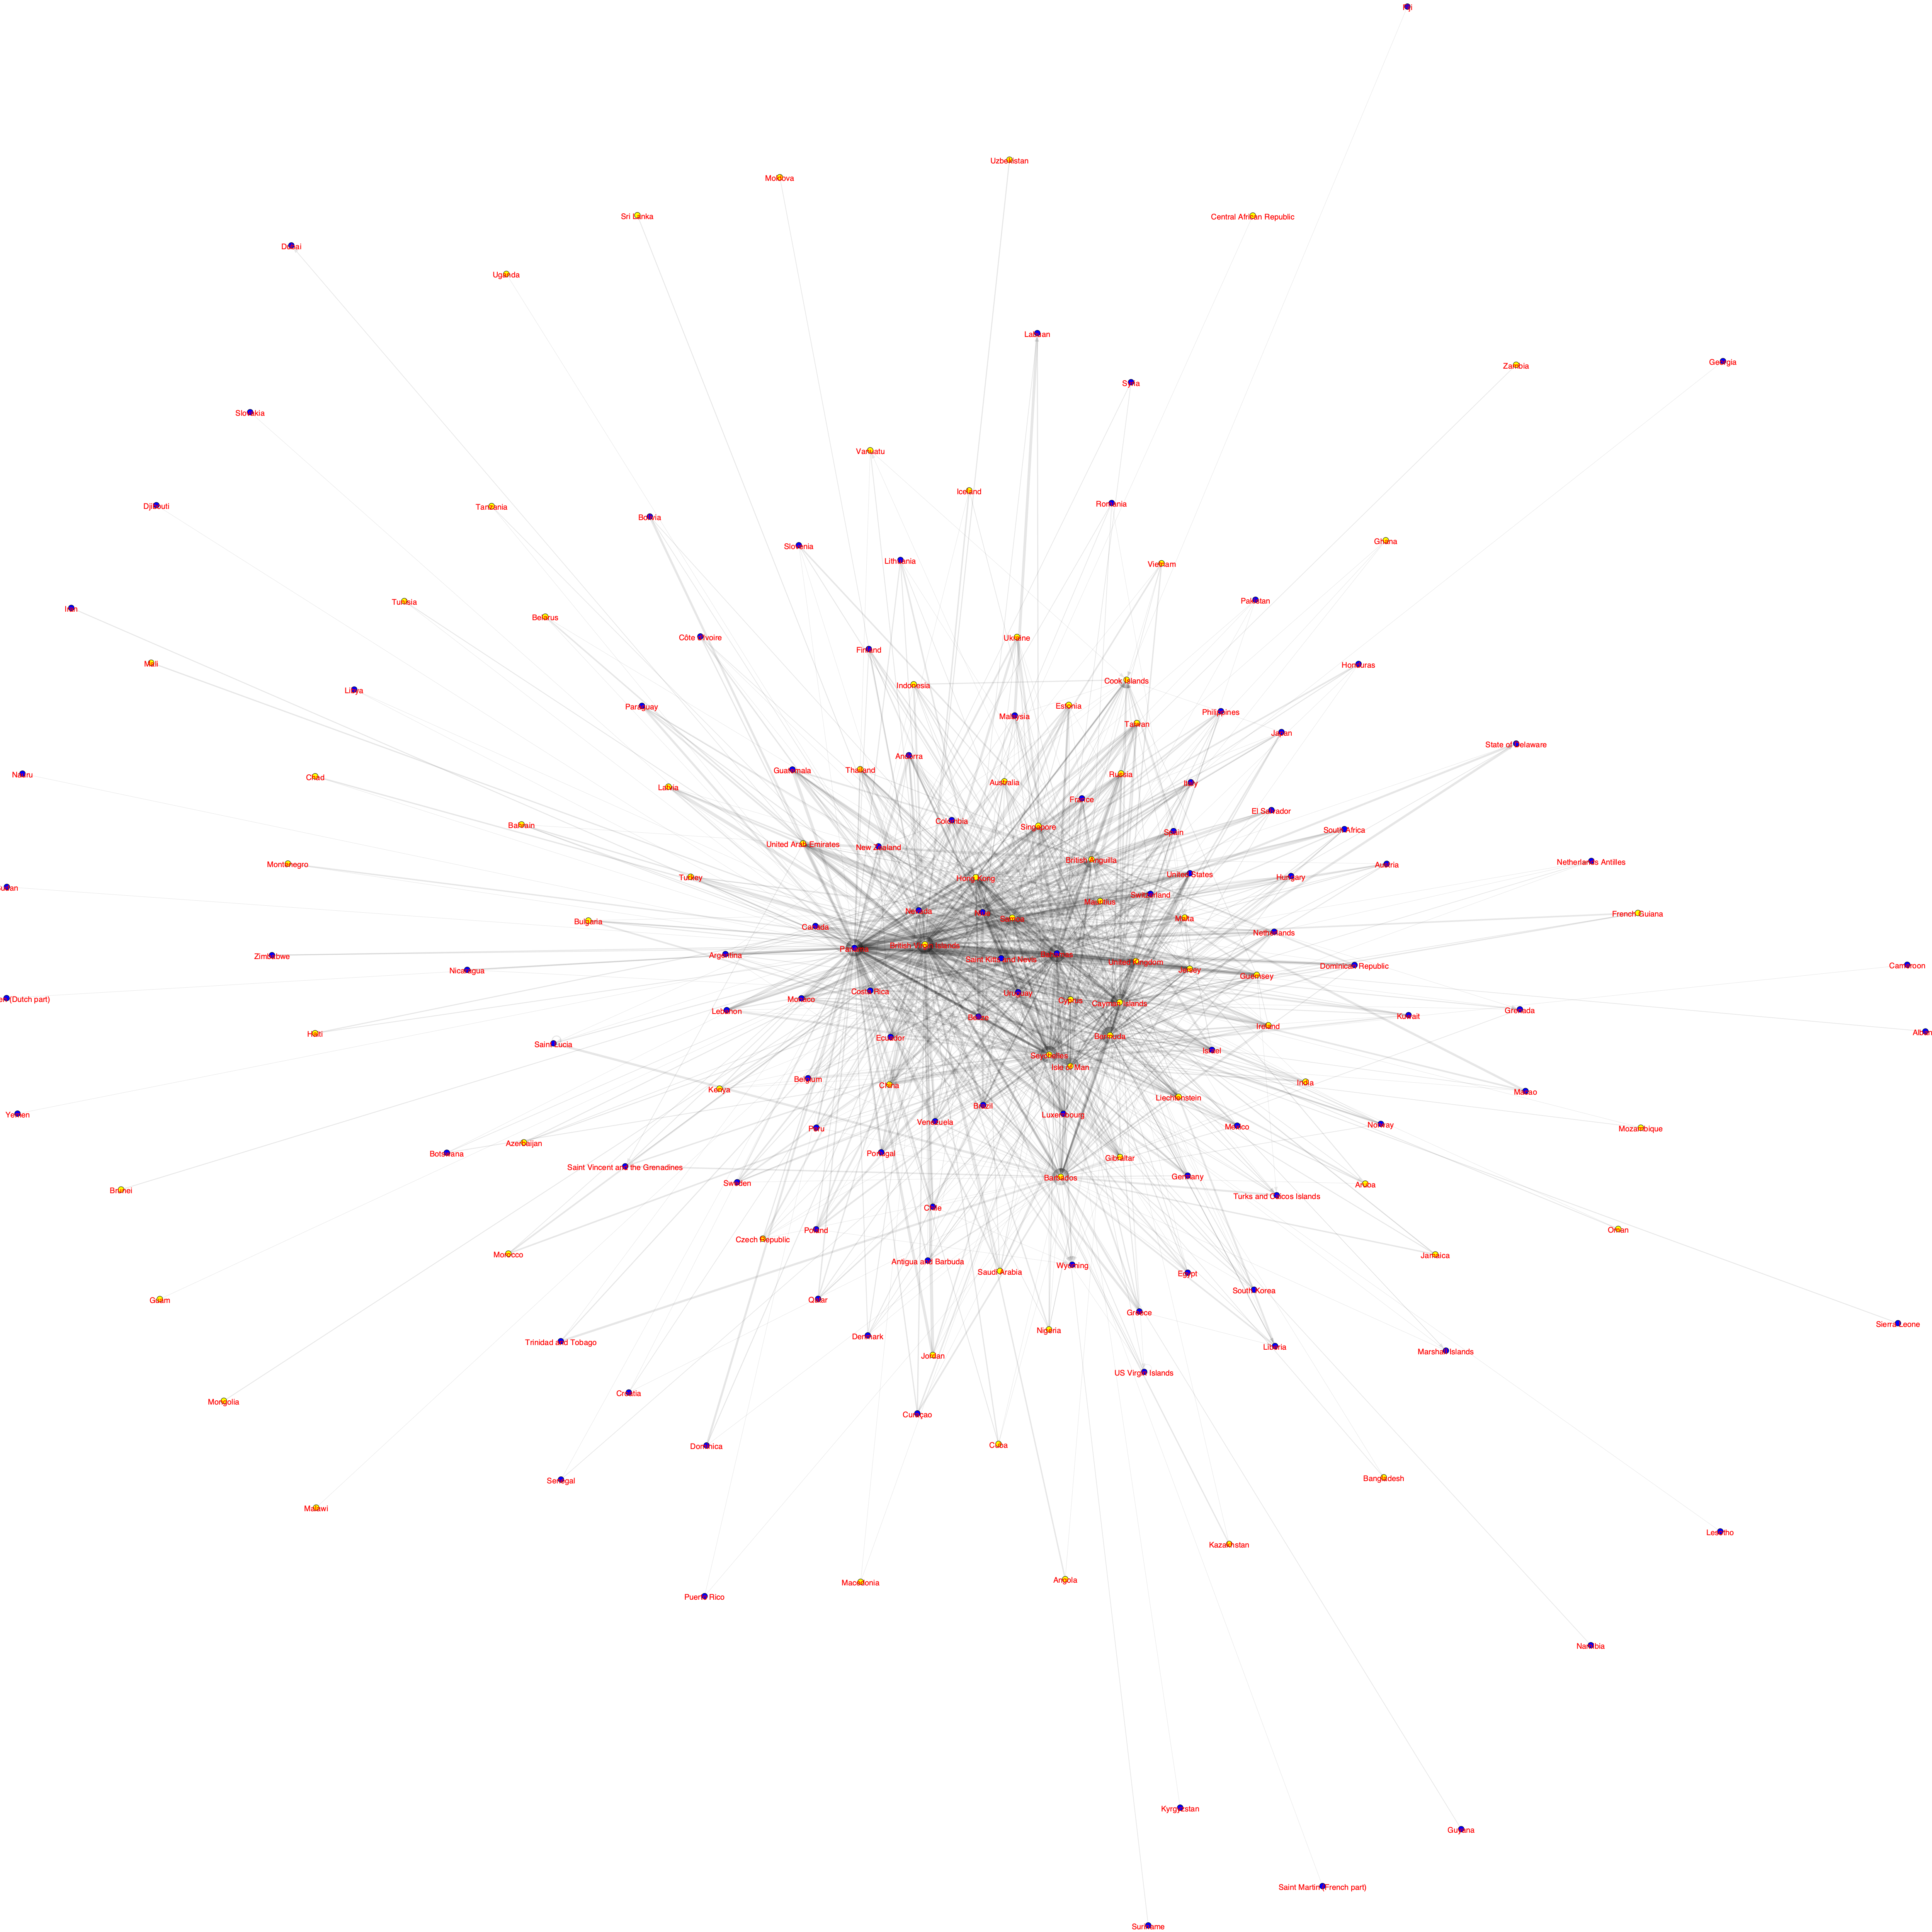 Uzbekistan
Moldova
Sri Lanka
Central African Republic
Dubai
Uganda
Labuan
Georgia
Zambia
Syria
Slovakia
Vanuatu
Iceland
Romania
Djibouti
Tanzania
Bolivia
Ghana
Slovenia
Lithuania
Vietnam
Pakistan
Tunisia
Iran
Belarus
Côte d'Ivoire
Ukraine
Finland
Mali
Honduras
Cook Islands
Indonesia
Libya
Paraguay
Estonia
Philippines
Malaysia
Taiwan
Japan
State of Delaware
Andorra
Guatemala
Thailand
Nauru
Russia
Chad
Australia
Italy
Latvia
France
El Salvador
Colombia
Bahrain
Singapore
South Africa
Spain
United Arab Emirates
New Zealand
British Anguilla
Netherlands Antilles
Montenegro
Austria
United States
Turkey
Hong Kong
Hungary
Switzerland
Mauritius
Nevada
French Guiana
Malta
Bulgaria
Canada
Netherlands
British Virgin Islands
Panama
Argentina
Zimbabwe
Saint Kitts and Nevis
Bahamas
United Kingdom
Dominican Republic
Cameroon
Jersey
Nicaragua
Guernsey
Costa Rica
Uruguay
Monaco
en (Dutch part)
Cyprus
Cayman Islands
Lebanon
Grenada
Belize
Kuwait
Ireland
Haiti
Ecuador
Bermuda
Saint Lucia
Israel
Seychelles
Isle of Man
Belgium
India
China
Kenya
Macao
Liechtenstein
Brazil
Yemen
Luxembourg
Venezuela
Mexico
Norway
Peru
Mozambique
Azerbaijan
Botswana
Portugal
Gibraltar
Saint Vincent and the Grenadines
Barbados
Germany
Sweden
Aruba
Brunei
Turks and Caicos Islands
Chile
Poland
Oman
Czech Republic
Morocco
Jamaica
Antigua and Barbuda
Wyoming
Saudi Arabia
Egypt
South Korea
Guam
Qatar
Greece
Sierra Leone
Nigeria
Denmark
Trinidad and Tobago
Liberia
Marshall Islands
Jordan
US Virgin Islands
Croatia
Mongolia
Curaçao
Cuba
Dominica
Bangladesh
Senegal
Malawi
Lesotho
Kazakhstan
Angola
Macedonia
Puerto Rico
Namibia
Kyrgyzstan
Guyana
Saint Martin (French part)
Suriname